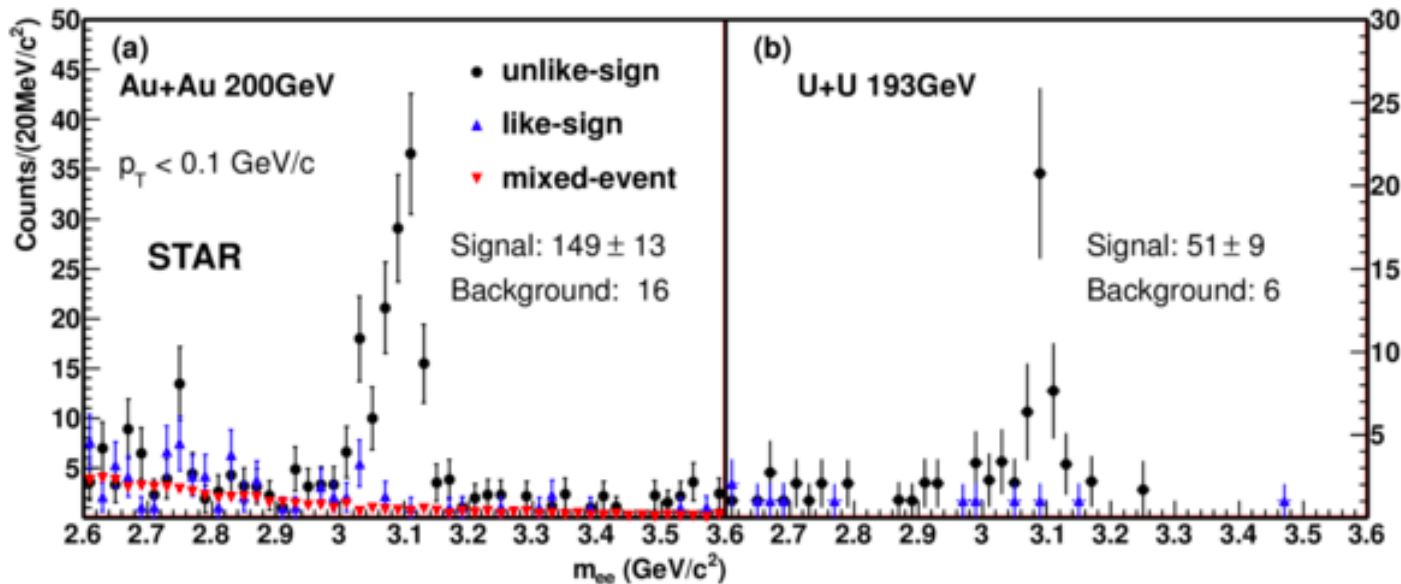 Counts/(20MeV/c²)
50
45
40
35
30
25
20
15
10
5
(a)
Au+Au 200GeV
p_T < 0.1 GeV/c
STAR
unlike-sign
like-sign
mixed-event
Signal: 149 ± 13
Background: 16
2.6 2.7 2.8 2.9 3 3.1 3.2 3.3 3.4 3.5
(b)
U+U 193GeV
Signal: 51 ± 9
Background: 6
30
25
20
15
10
5
2.6 2.7 2.8 2.9 3 3.1 3.2 3.3 3.4 3.5 3.6
m_ee (GeV/c²)